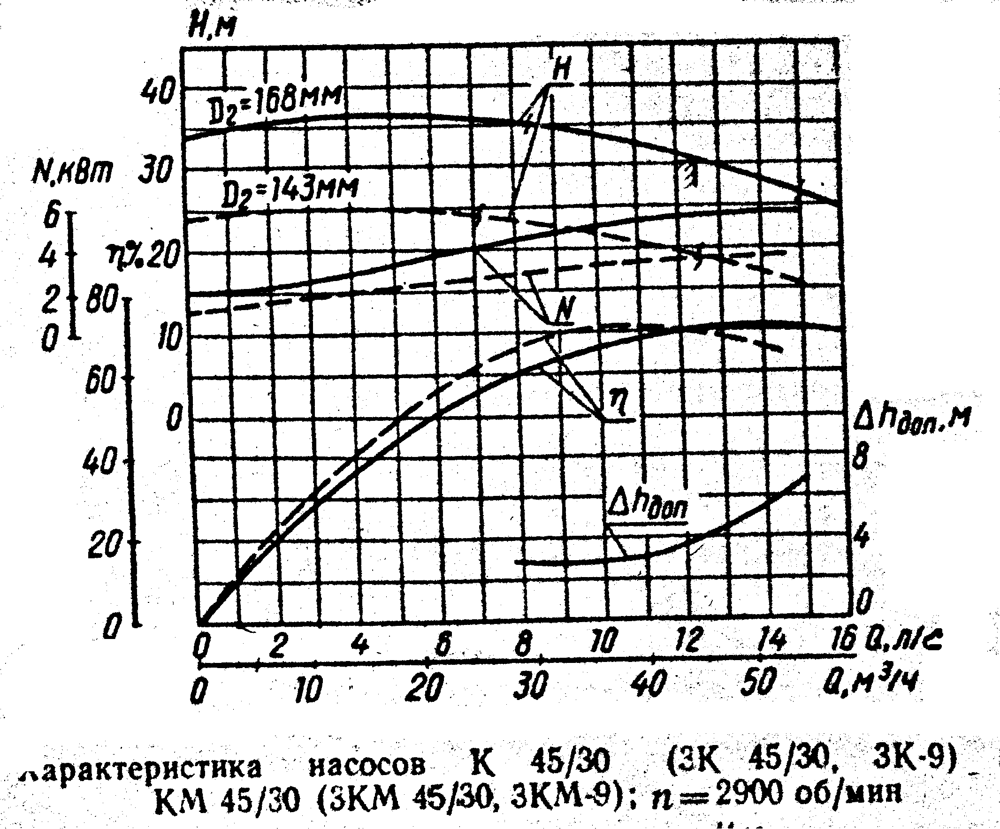 H,м
H
40
D₂=168мм
N,кВт 30
D₂=143мм
6
4 η% 20
2 80
N
0 10
60
η
0
Δhдоп, м
40 8
Δhдоп
20 4
0 0
0 2 4 6 8 10 12 14 16 Q, л/с
0 10 20 30 40 50 Q, м³/ч
характеристика насосов К 45/30 (3К 45/30, 3К-9)
КМ 45/30 (3КМ 45/30, 3КМ-9); n = 2900 об/мин